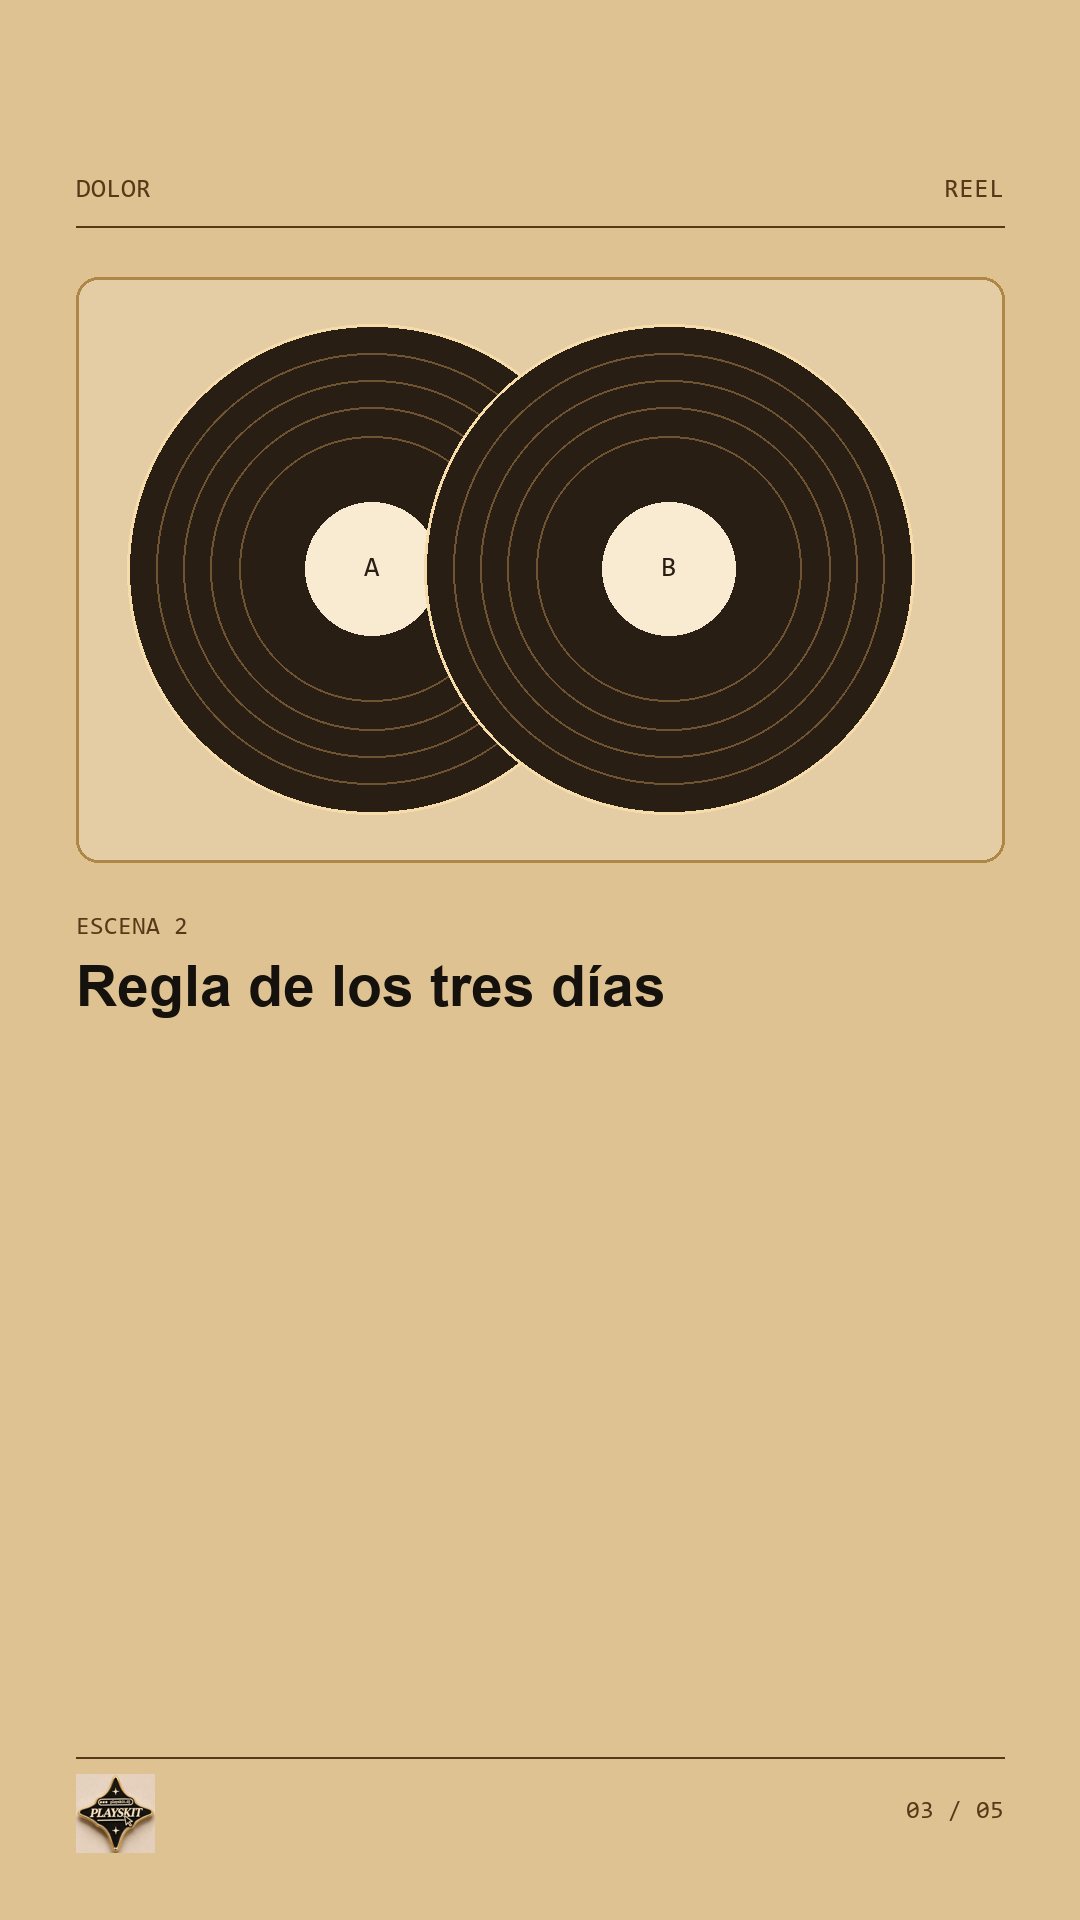 DOLOR
REEL
A
B
ESCENA 2
Regla de los tres días
PLAYSKIT
03 / 05